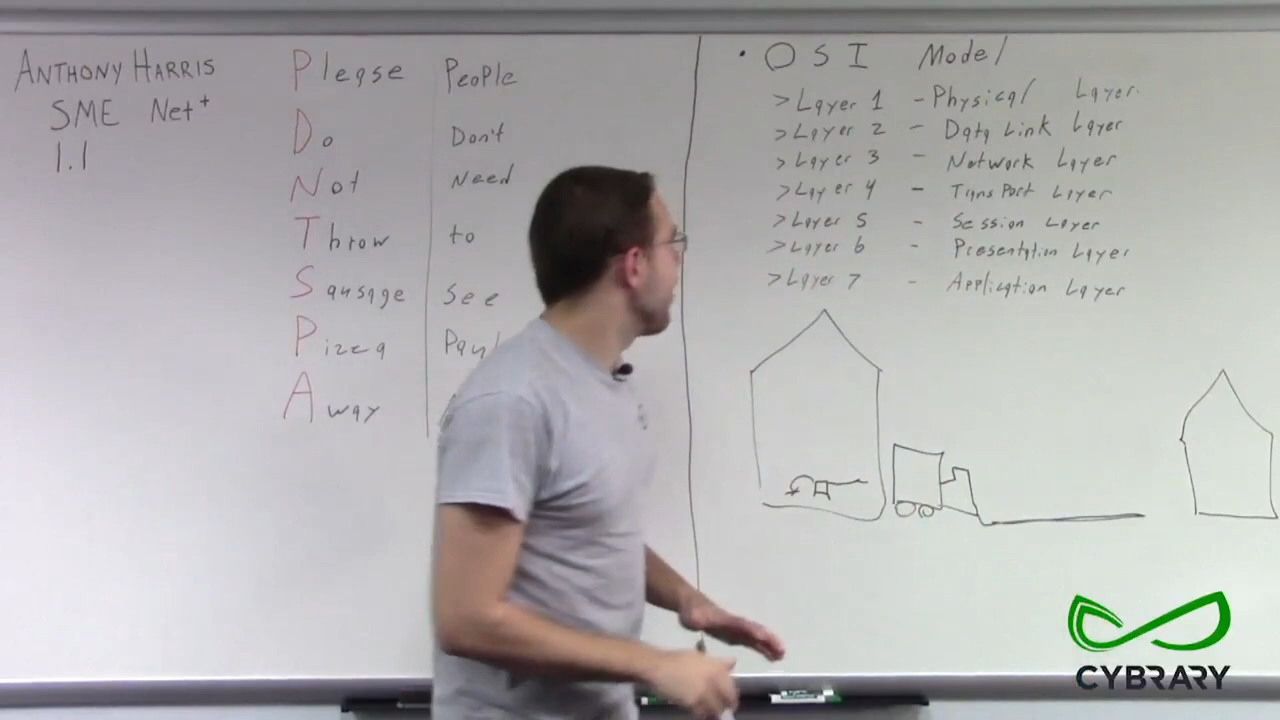 ANTHONY HARRIS
SME Net+
1.1
Please
Do
Not
Throw
Sausage
Pizza
Away
People
Don't
Need
to
See
• OSI Model
> Layer 1 - Physical Layer
> Layer 2 - Data Link Layer
> Layer 3 - Network Layer
> Layer 4 - Transport Layer
> Layer 5 - Session Layer
> Layer 6 - Presentation Layer
> Layer 7 - Application Layer
CYBRARY